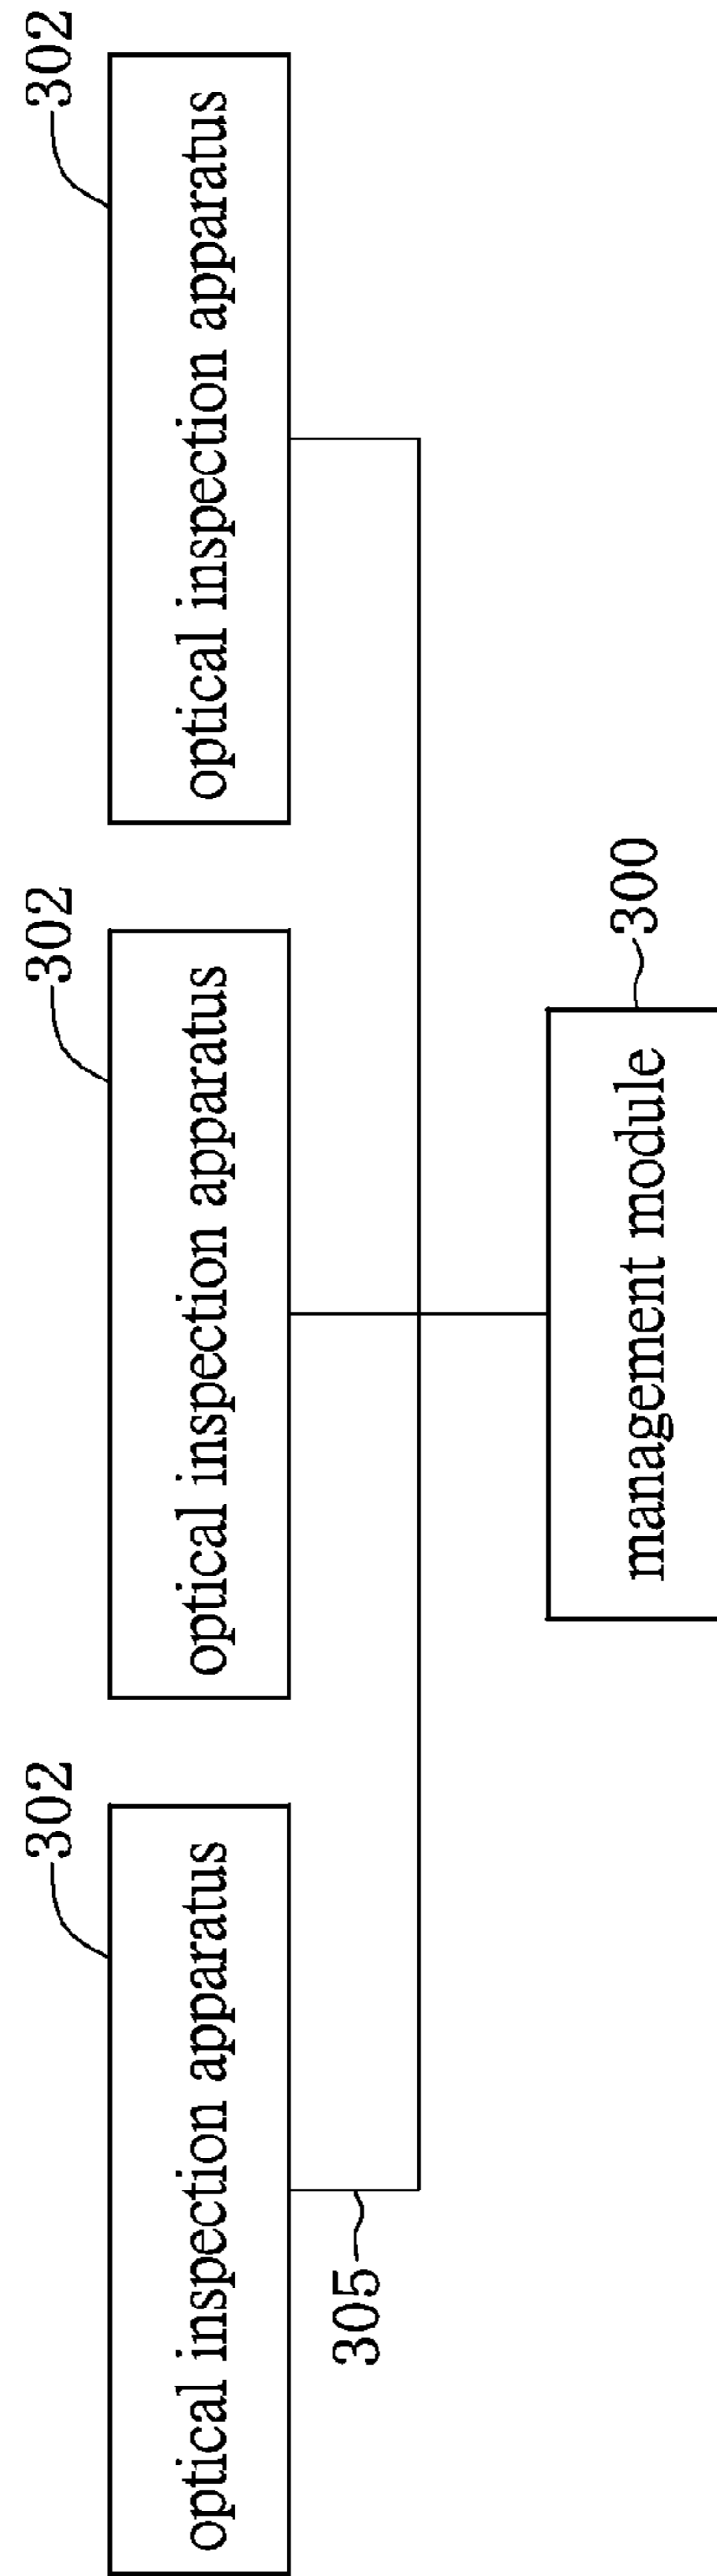 302
302
302
optical inspection apparatus
optical inspection apparatus
optical inspection apparatus
305
300
management module